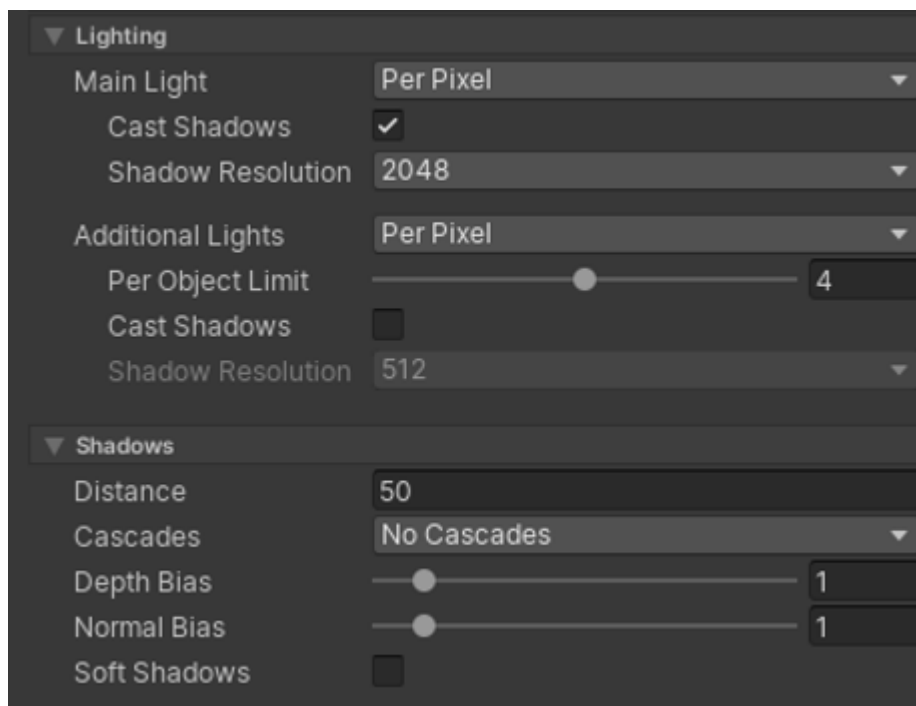 Lighting
Main Light Per Pixel
Cast Shadows
Shadow Resolution 2048
Additional Lights Per Pixel
Per Object Limit 4
Cast Shadows
Shadow Resolution 512
Shadows
Distance 50
Cascades No Cascades
Depth Bias 1
Normal Bias 1
Soft Shadows